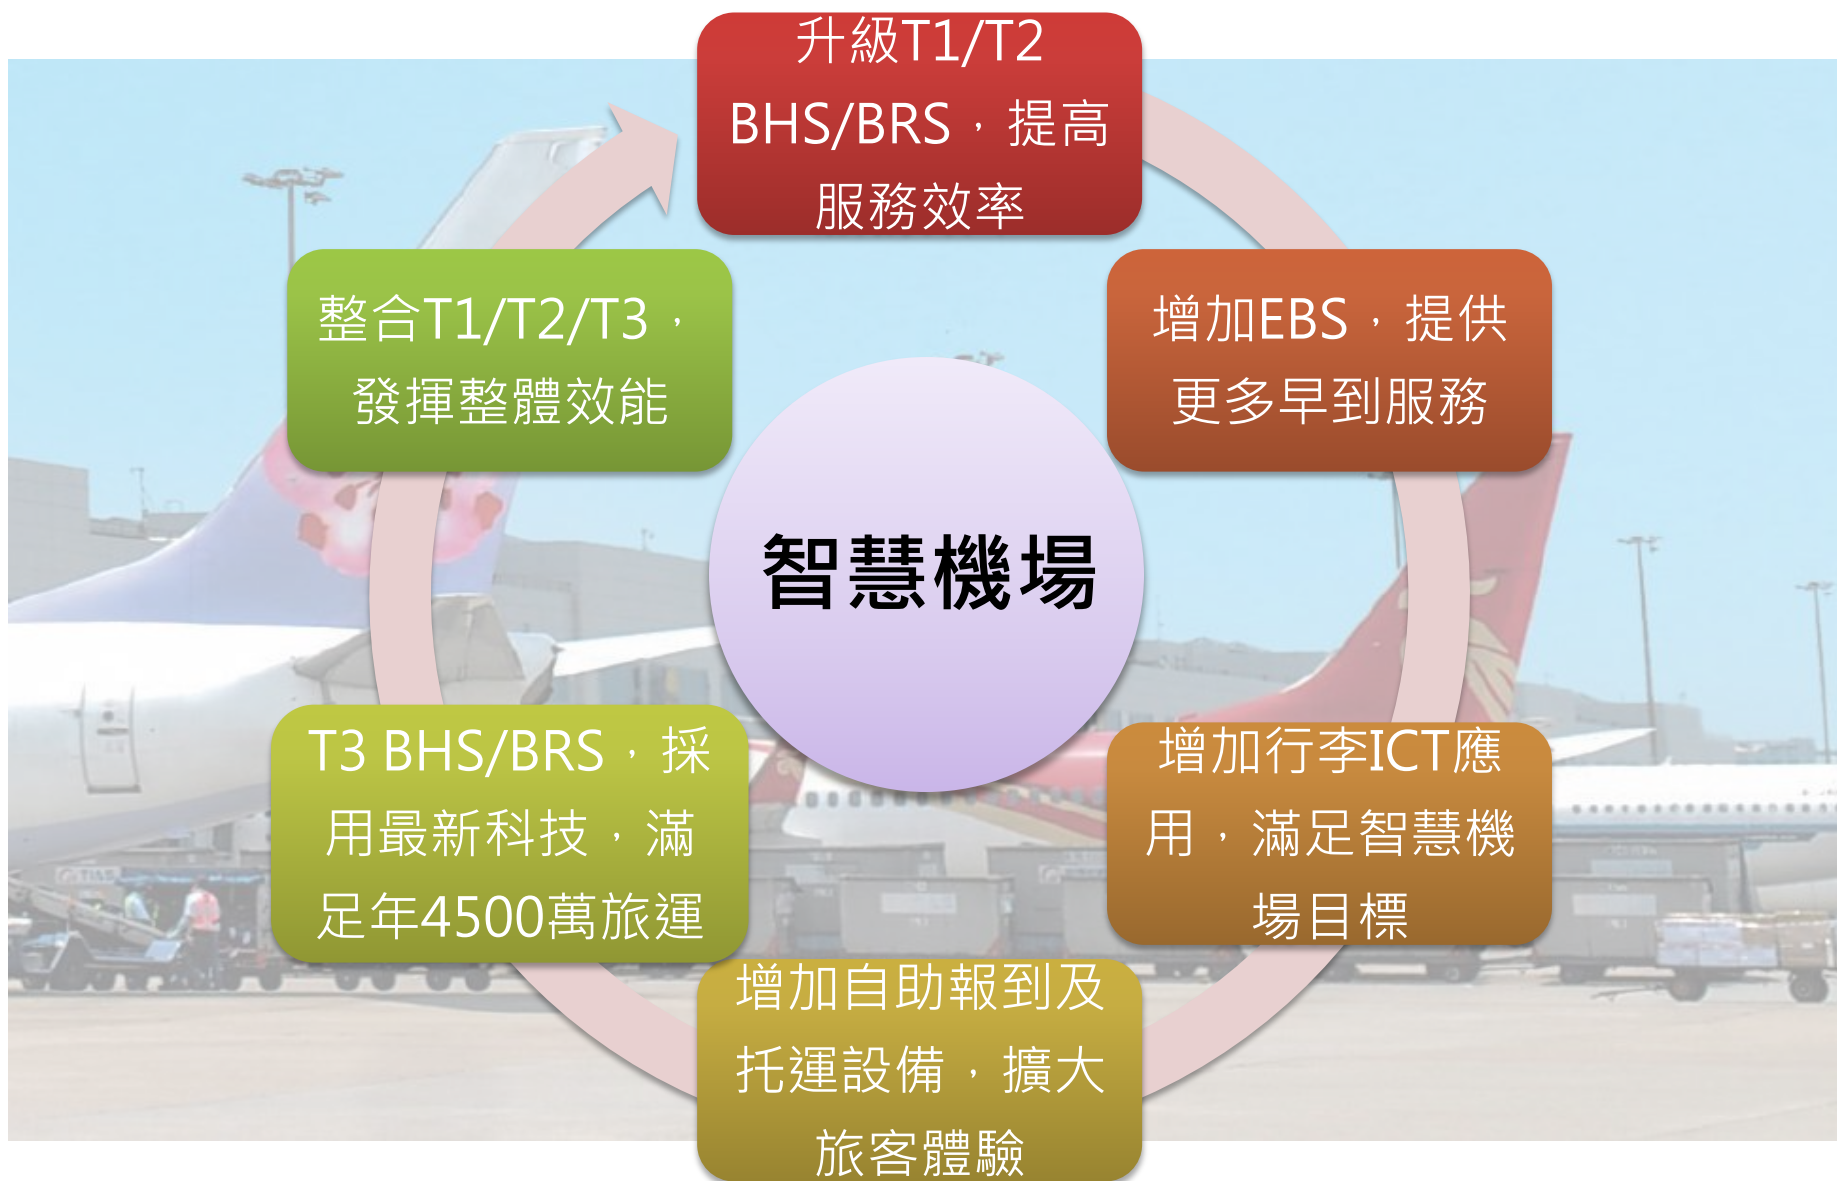 升級T1/T2
BHS/BRS，提高
服務效率
增加EBS，提供
更多早到服務
增加行李ICT應
用，滿足智慧機
場目標
增加自助報到及
托運設備，擴大
旅客體驗
T3 BHS/BRS，採
用最新科技，滿
足年4500萬旅運
整合T1/T2/T3，
發揮整體效能
智慧機場